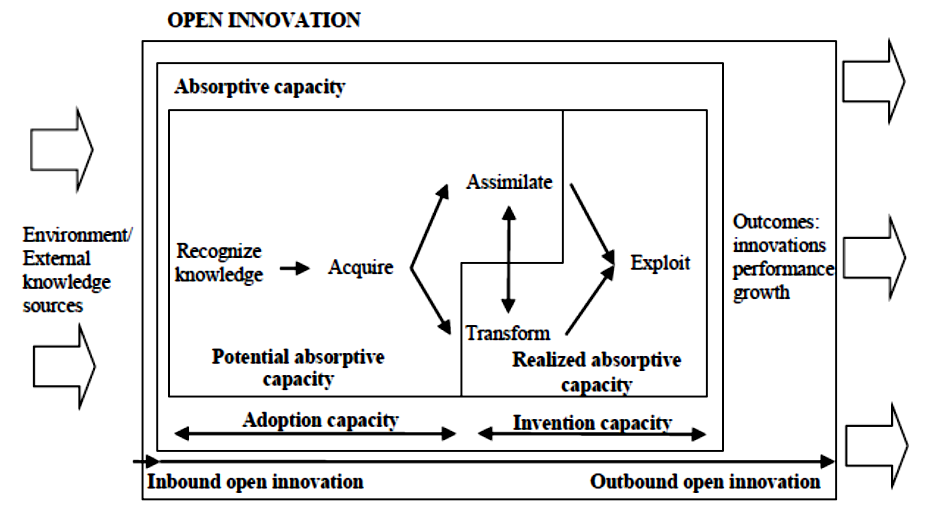 OPEN INNOVATION
Absorptive capacity
Environment/
External
knowledge
sources
Recognize
knowledge
Acquire
Assimilate
Transform
Exploit
Outcomes:
innovations
performance
growth
Potential absorptive
capacity
Realized absorptive
capacity
Adoption capacity
Invention capacity
Inbound open innovation
Outbound open innovation